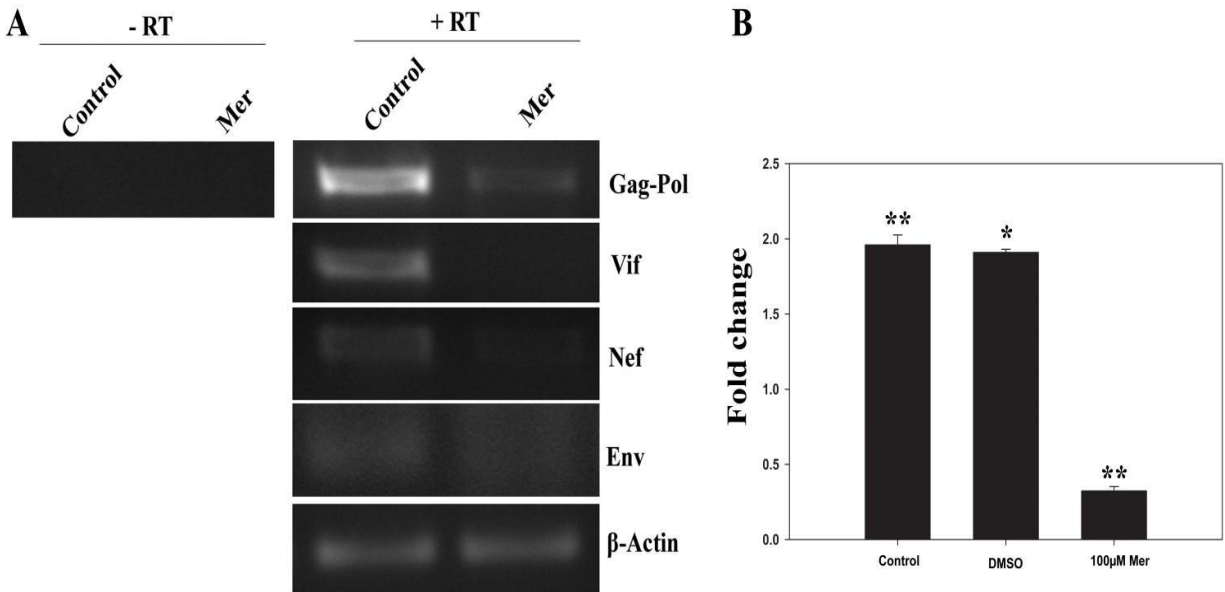 A
- RT
+ RT
Control
Mer
Control
Mer
Gag-Pol
Vif
Nef
Env
β-Actin
B
Fold change
2.5
2.0
1.5
1.0
0.5
0.0
**
*
**
Control
DMSO
100μM Mer